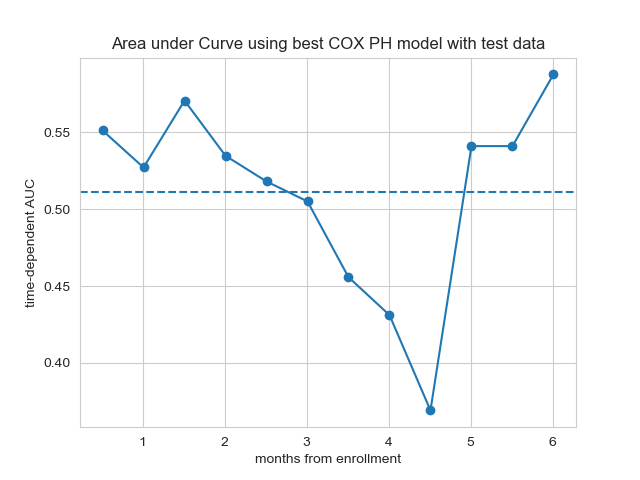 Area under Curve using best COX PH model with test data
time-dependent AUC
0.55
0.50
0.45
0.40
1 2 3 4 5 6
months from enrollment